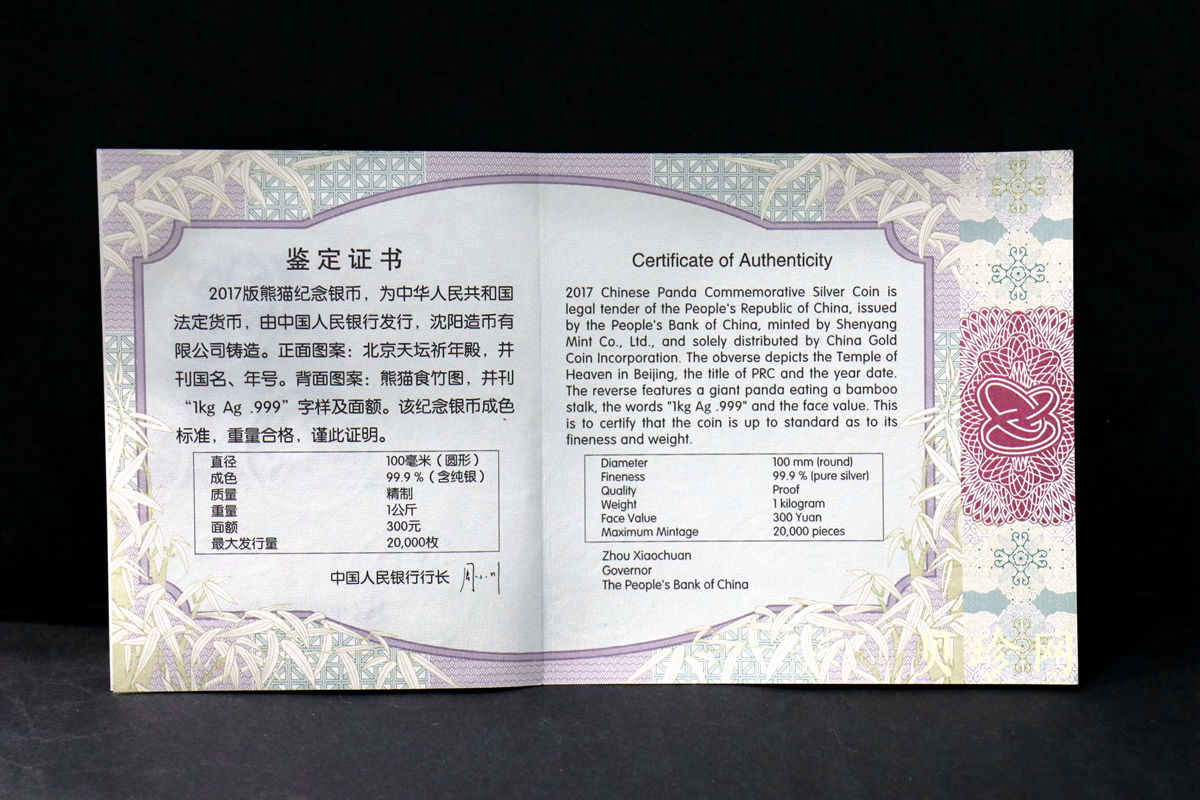 鉴定证书
2017版熊猫纪念银币，为中华人民共和国
法定货币，由中国人民银行发行，沈阳造币有
限公司铸造。正面图案：北京天坛祈年殿，并
刊国名、年号。背面图案：熊猫食竹图，并刊
“1kg Ag .999”字样及面额。该纪念银币成色
标准，重量合格，谨此证明。
直径 100毫米（圆形）
成色 99.9％（含纯银）
质量 精制
重量 1公斤
面额 300元
最大发行量 20,000枚
中国人民银行行长
Certificate of Authenticity
2017 Chinese Panda Commemorative Silver Coin is
legal tender of the People's Republic of China, issued
by the People's Bank of China, minted by Shenyang
Mint Co., Ltd., and solely distributed by China Gold
Coin Incorporation. The obverse depicts the Temple of
Heaven in Beijing, the title of PRC and the year date.
The reverse features a giant panda eating a bamboo
stalk, the words "1kg Ag .999" and the face value. This
is to certify that the coin is up to standard as to its
fineness and weight.
Diameter 100 mm (round)
Fineness 99.9 % (pure silver)
Quality Proof
Weight 1 kilogram
Face Value 300 Yuan
Maximum Mintage 20,000 pieces
Zhou Xiaochuan
Governor
The People's Bank of China